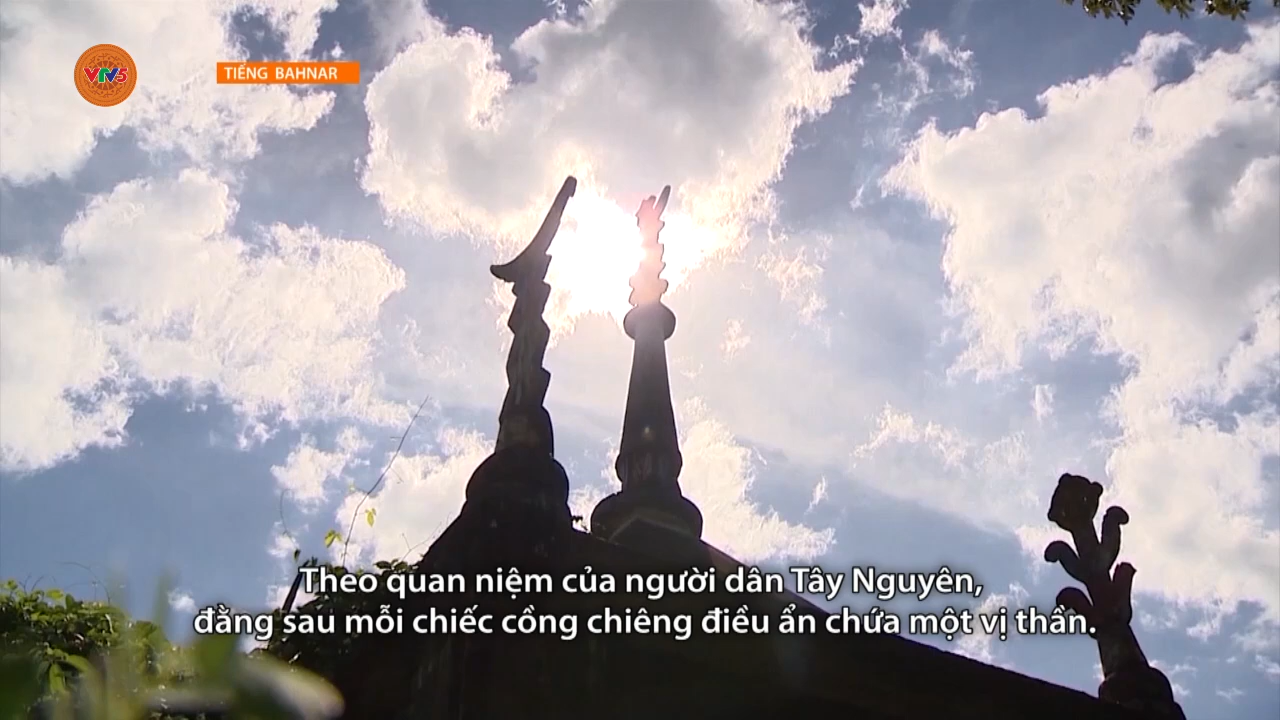 VTV5
TIẾNG BAHNAR
Theo quan niệm của người dân Tây Nguyên,
đằng sau mỗi chiếc cồng chiêng điều ẩn chứa một vị thần.